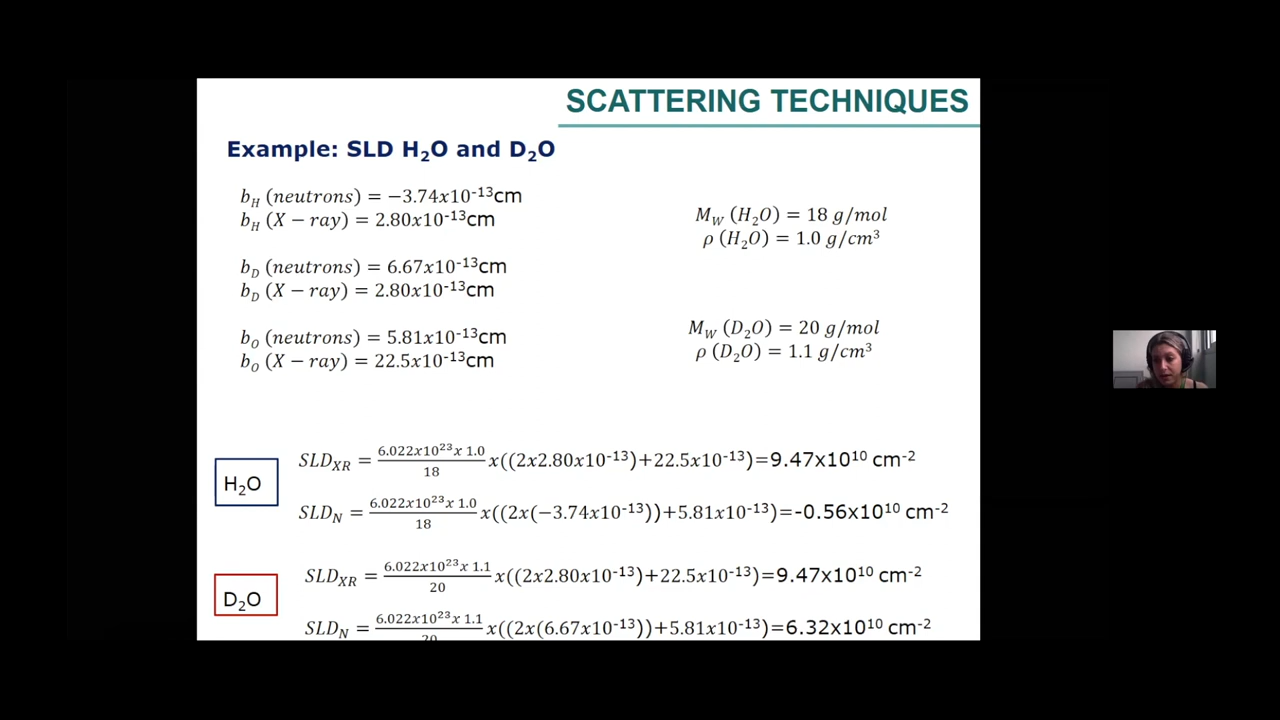 SCATTERING TECHNIQUES
Example: SLD H₂O and D₂O
b_H (neutrons) = −3.74x10⁻¹³cm
b_H (X − ray) = 2.80x10⁻¹³cm
M_W (H₂O) = 18 g/mol
ρ (H₂O) = 1.0 g/cm³
b_D (neutrons) = 6.67x10⁻¹³cm
b_D (X − ray) = 2.80x10⁻¹³cm
b_O (neutrons) = 5.81x10⁻¹³cm
b_O (X − ray) = 22.5x10⁻¹³cm
M_W (D₂O) = 20 g/mol
ρ (D₂O) = 1.1 g/cm³
H₂O
SLD_XR = (6.022x10²³x 1.0)/18 x((2x2.80x10⁻¹³)+22.5x10⁻¹³)=9.47x10¹⁰ cm⁻²
SLD_N = (6.022x10²³x 1.0)/18 x((2x(−3.74x10⁻¹³))+5.81x10⁻¹³)=-0.56x10¹⁰ cm⁻²
D₂O
SLD_XR = (6.022x10²³x 1.1)/20 x((2x2.80x10⁻¹³)+22.5x10⁻¹³)=9.47x10¹⁰ cm⁻²
SLD_N = (6.022x10²³x 1.1)/20 x((2x(6.67x10⁻¹³))+5.81x10⁻¹³)=6.32x10¹⁰ cm⁻²